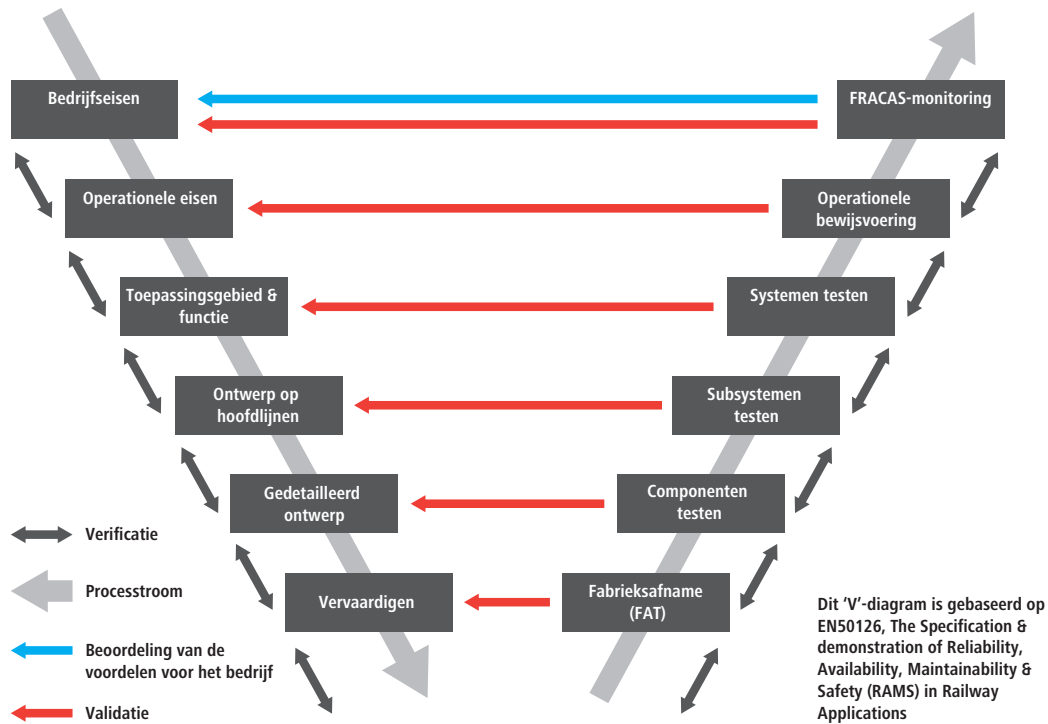 Bedrijfseisen
FRACAS-monitoring
Operationele eisen
Operationele
bewijsvoering
Toepassingsgebied &
functie
Systemen testen
Ontwerp op
hoofdlijnen
Subsystemen
testen
Gedetailleerd
ontwerp
Componenten
testen
Vervaardigen
Fabrieksafname
(FAT)
Verificatie
Processtroom
Beoordeling van de
voordelen voor het bedrijf
Validatie
Dit ‘V’-diagram is gebaseerd op
EN50126, The Specification &
demonstration of Reliability,
Availability, Maintainability &
Safety (RAMS) in Railway
Applications